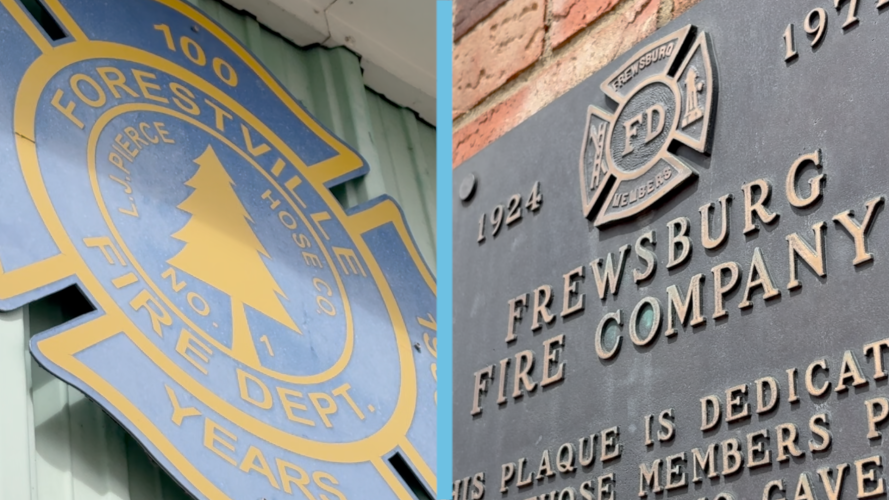 100
FORESTVILLE
L.J. PIERCE
HOSE CO
NO. 1
FIRE DEPT.
YEARS
FREWSBURG
FD
MEMBERS
1924
FREWSBURG
FIRE COMPANY
PLAQUE IS DEDICAT
MEMBERS
GAVE